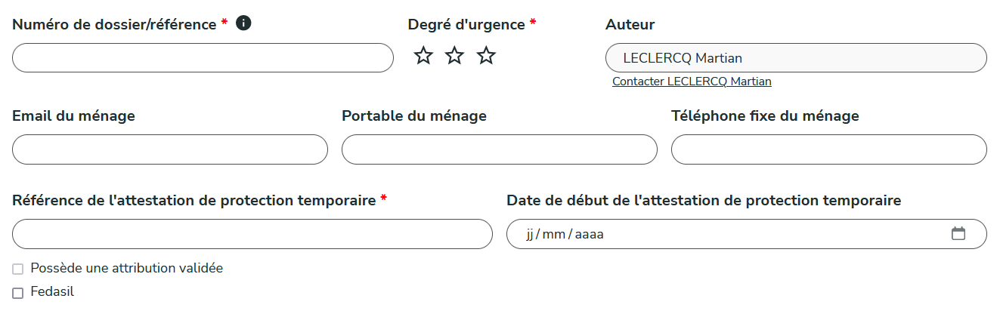 Numéro de dossier/référence * Degré d'urgence * Auteur
LECLERCQ Martian
Contacter LECLERCQ Martian
Email du ménage Portable du ménage Téléphone fixe du ménage
Référence de l'attestation de protection temporaire * Date de début de l'attestation de protection temporaire
jj/mm/aaaa
Possède une attribution validée
Fedasil